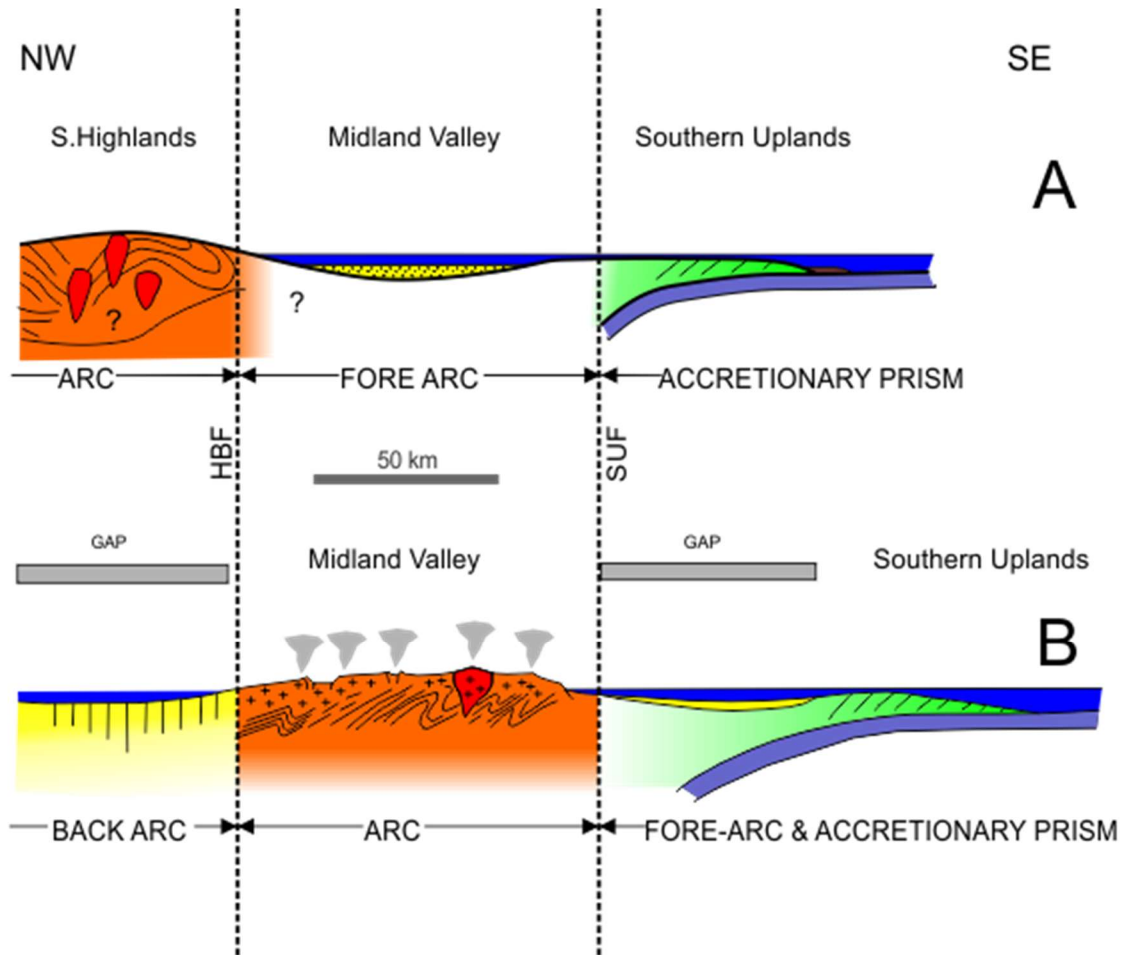 NW
SE
S.Highlands
Midland Valley
Southern Uplands
A
?
?
ARC
FORE ARC
ACCRETIONARY PRISM
HBF
50 km
SUF
GAP
Midland Valley
GAP
Southern Uplands
B
BACK ARC
ARC
FORE-ARC & ACCRETIONARY PRISM